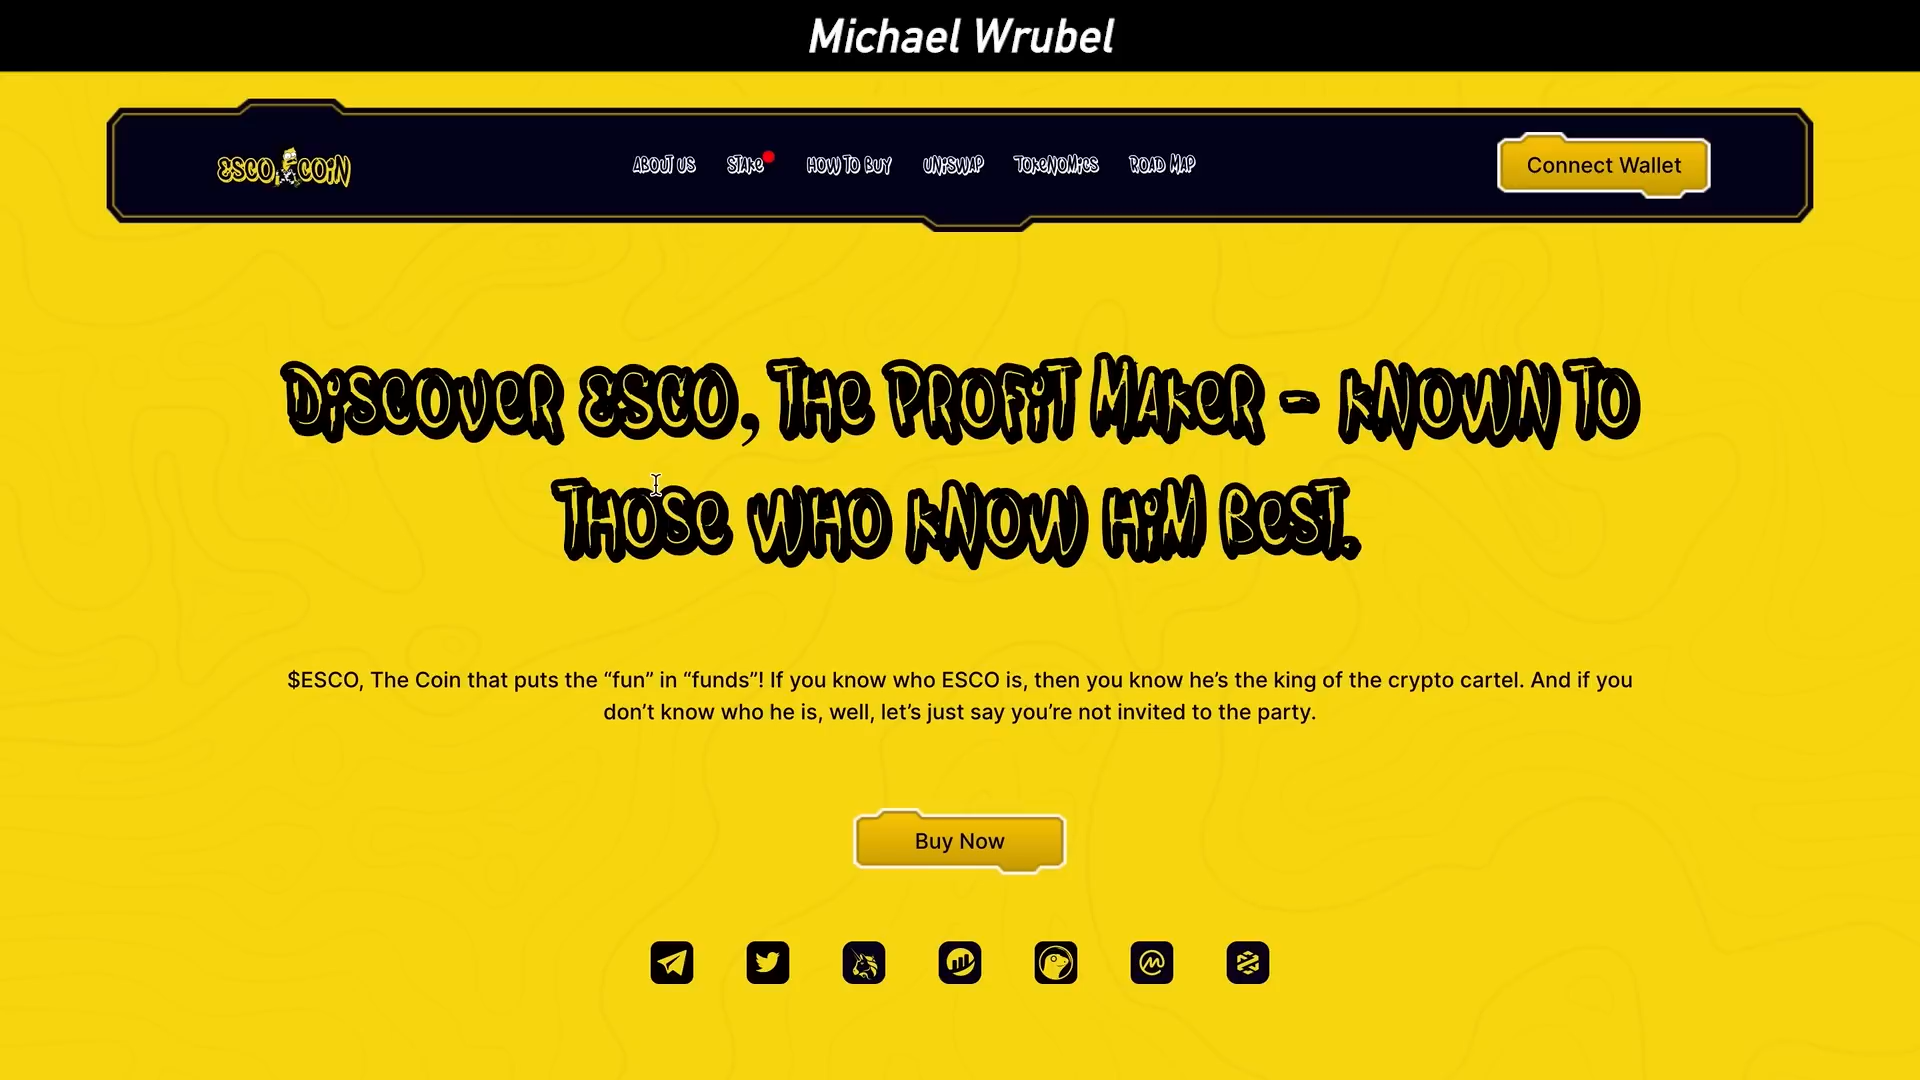 Michael Wrubel
ESCO COIN
ABOUT US
STAKE
HOW TO BUY
UNISWAP
TOKENOMICS
ROAD MAP
Connect Wallet
DISCOVER ESCO, THE PROFIT MAKER - KNOWN TO
THOSE WHO KNOW HIM BEST.
$ESCO, The Coin that puts the “fun” in “funds”! If you know who ESCO is, then you know he’s the king of the crypto cartel. And if you
don’t know who he is, well, let’s just say you’re not invited to the party.
Buy Now